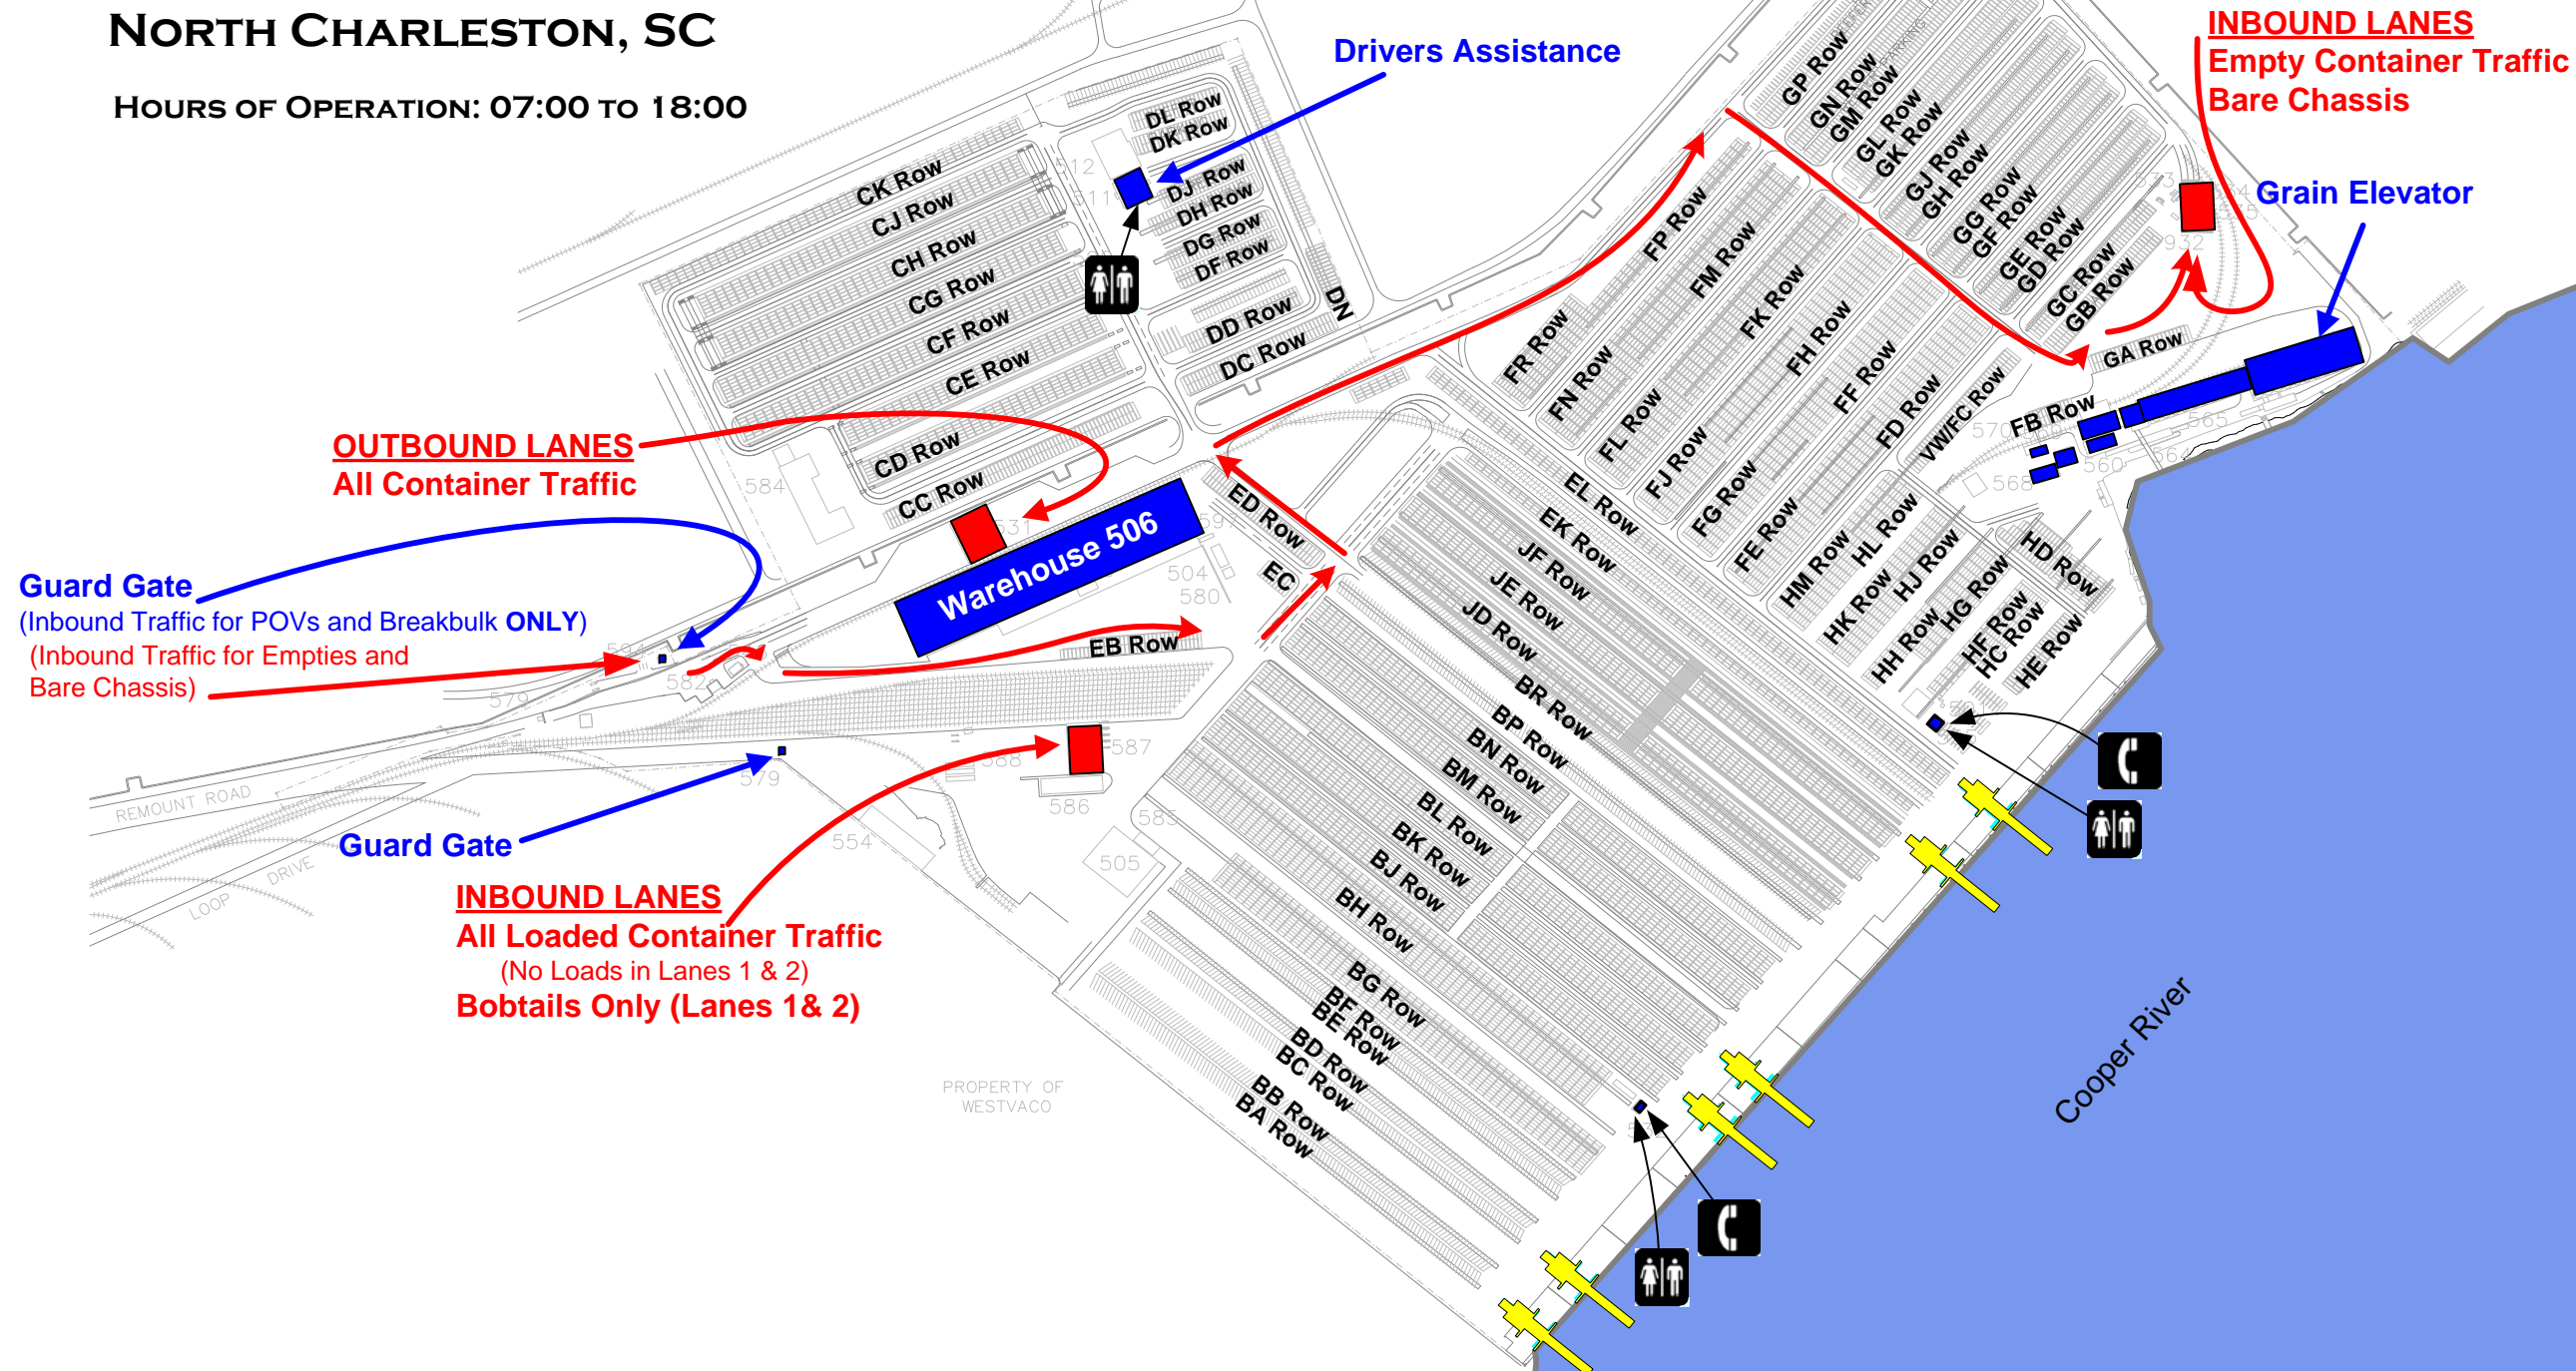 NORTH CHARLESTON, SC
HOURS OF OPERATION: 07:00 TO 18:00
Drivers Assistance
INBOUND LANES
Empty Container Traffic
Bare Chassis
Grain Elevator
OUTBOUND LANES
All Container Traffic
Guard Gate
(Inbound Traffic for POVs and Breakbulk ONLY)
(Inbound Traffic for Empties and
Bare Chassis)
Guard Gate
INBOUND LANES
All Loaded Container Traffic
(No Loads in Lanes 1 & 2)
Bobtails Only (Lanes 1& 2)
Warehouse 506
Cooper River
PROPERTY OF
WESTVACO
REMOUNT ROAD
LOOP DRIVE
CK Row
CJ Row
CH Row
CG Row
CF Row
CE Row
CD Row
CC Row
DL Row
DK Row
DJ Row
DH Row
DG Row
DF Row
DD Row
DC Row
DN
ED Row
EC
EB Row
EL Row
EK Row
JF Row
JE Row
JD Row
BR Row
BP Row
BN Row
BM Row
BL Row
BK Row
BJ Row
BH Row
BG Row
BF Row
BE Row
BD Row
BC Row
BB Row
BA Row
FR Row
FP Row
FN Row
FM Row
FL Row
FK Row
FJ Row
FH Row
FG Row
FF Row
FE Row
FD Row
VW/FC Row
FB Row
GP Row
GN Row
GM Row
GL Row
GK Row
GJ Row
GH Row
GG Row
GF Row
GE Row
GD Row
GC Row
GB Row
GA Row
HM Row
HL Row
HK Row
HJ Row
HH Row
HG Row
HF Row
HC Row
HE Row
HD Row
512
584
504
580
582
579
579
588
587
586
585
505
554
568
560
565
932